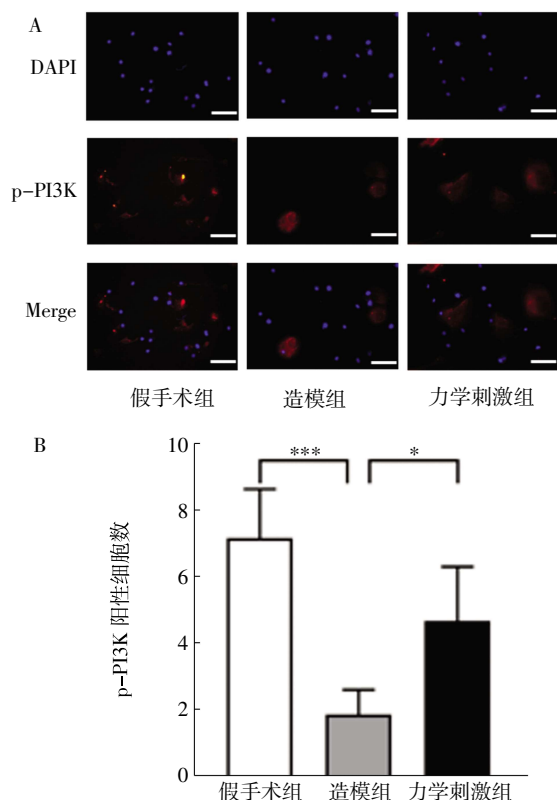 A
DAPI
p-PI3K
Merge
假手术组 造模组 力学刺激组
B
p-PI3K 阳性细胞数
10
8
6
4
2
0
*** *
假手术组 造模组 力学刺激组